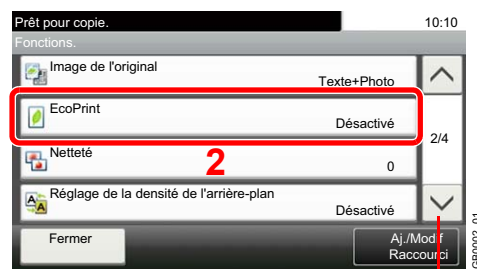 Prêt pour copie. 10:10
Fonctions.
Image de l'original
Texte+Photo
EcoPrint
Désactivé
2/4
Netteté
2
0
Réglage de la densité de l'arrière-plan
Désactivé
Fermer
Aj./Modif
Raccourci
GB0002_01